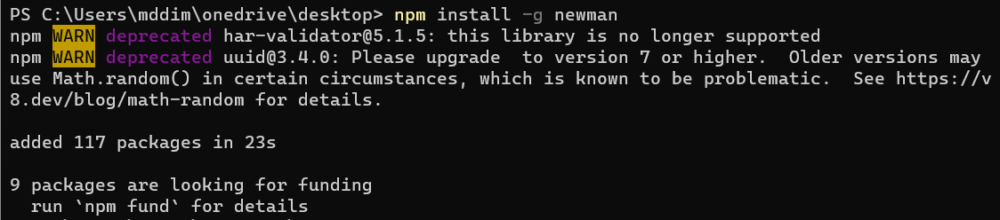 PS C:\Users\mddim\onedrive\desktop> npm install -g newman
npm WARN deprecated har-validator@5.1.5: this library is no longer supported
npm WARN deprecated uuid@3.4.0: Please upgrade  to version 7 or higher.  Older versions may
use Math.random() in certain circumstances, which is known to be problematic.  See https://v
8.dev/blog/math-random for details.
added 117 packages in 23s
9 packages are looking for funding
  run `npm fund` for details